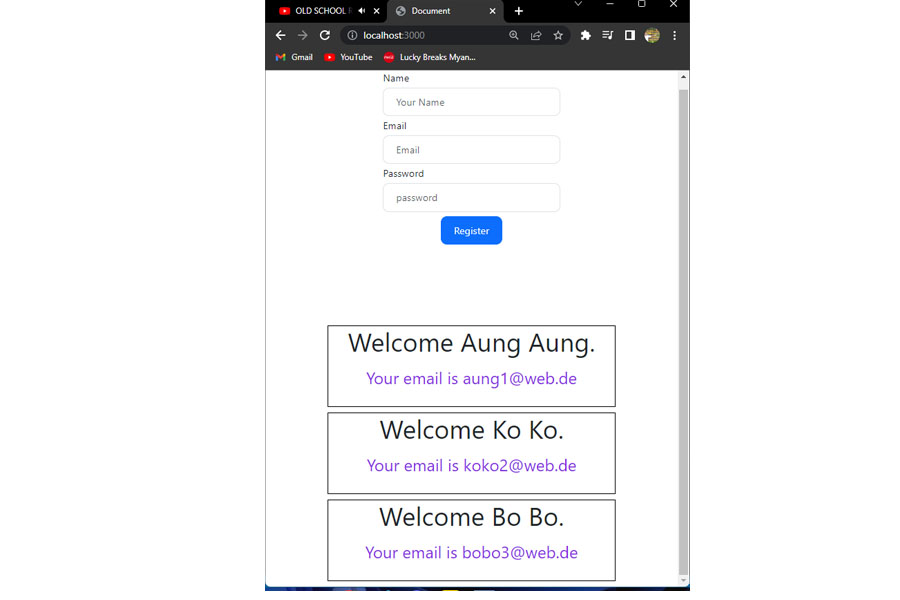 OLD SCHOOL
Document
localhost:3000
Gmail
YouTube
Lucky Breaks Myan...
Name
Your Name
Email
Email
Password
password
Register
Welcome Aung Aung.
Your email is aung1@web.de
Welcome Ko Ko.
Your email is koko2@web.de
Welcome Bo Bo.
Your email is bobo3@web.de